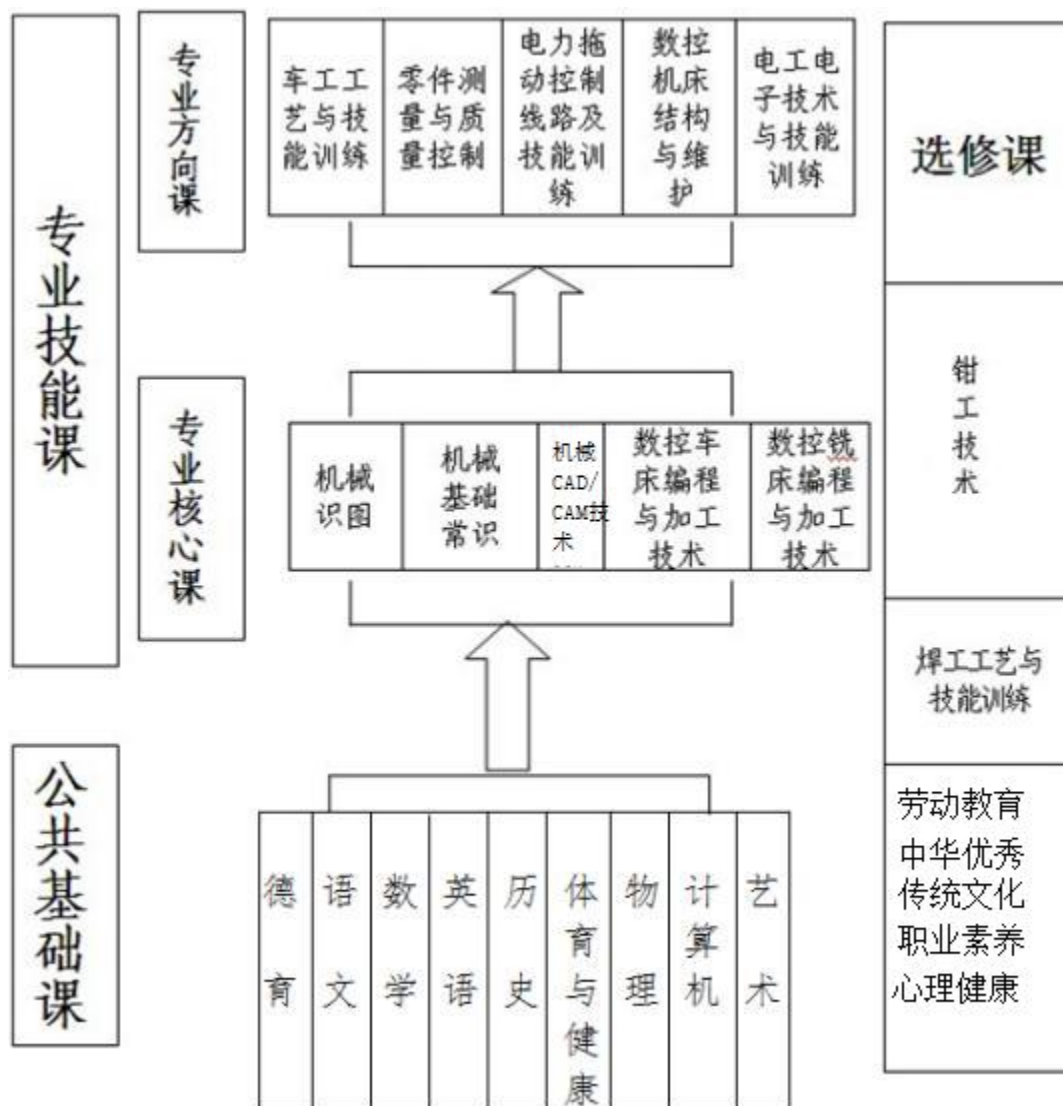 专业技能课
专业方向课
车工工
艺与技
能训练
零件测
量与质
量控制
电力拖
动控制
线路及
技能训
练
数控
机床
结构
与维
护
电工电
子技术
与技能
训练
专业核心课
机械
识图
机械
基础
常识
机械
CAD/
CAM技
术
数控车
床编程
与加工
技术
数控铣
床编程
与加工
技术
公共基础课
德育
语文
数学
英语
历史
体育与健康
物理
计算机
艺术
选修课
钳工技术
焊工工艺与
技能训练
劳动教育
中华优秀
传统文化
职业素养
心理健康